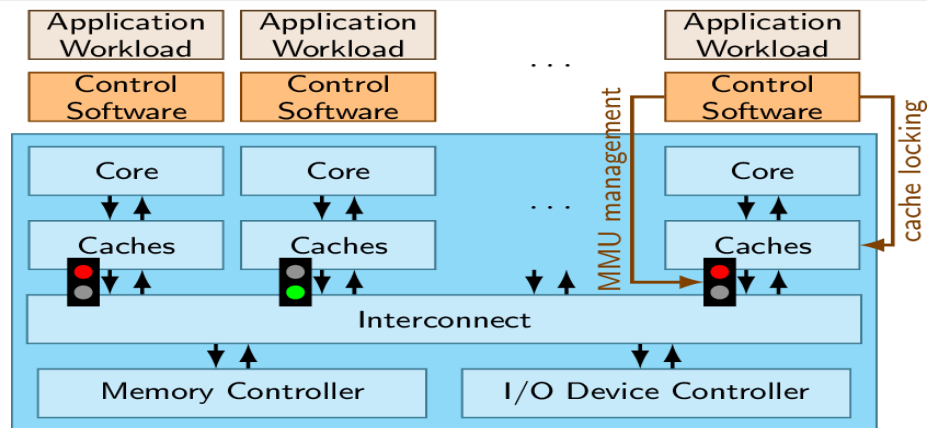 Application
Workload
Application
Workload
Application
Workload
. . .
Control
Software
Control
Software
Control
Software
MMU management
cache locking
Core
Core
Core
. . .
Caches
Caches
Caches
Interconnect
Memory Controller
I/O Device Controller